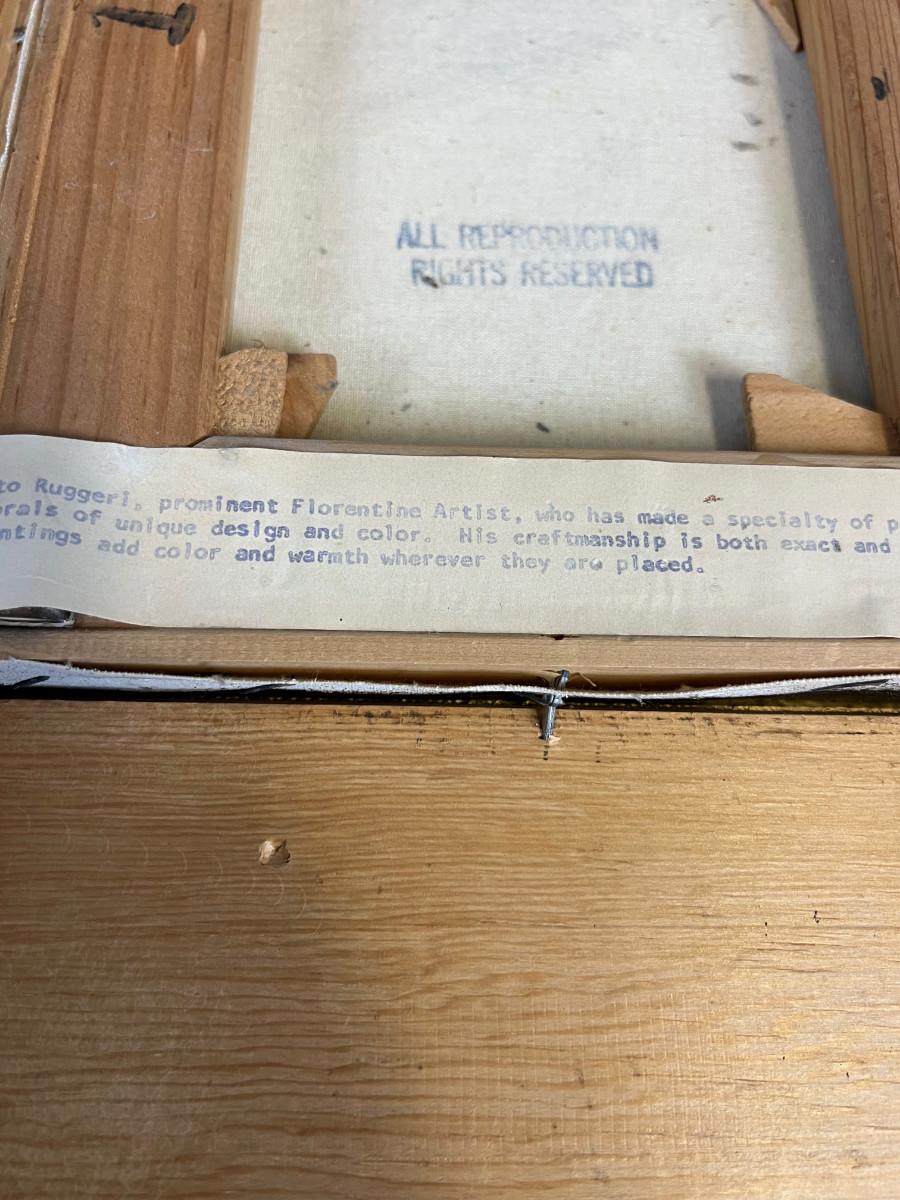 ALL REPRODUCTION
RIGHTS RESERVED
to Ruggeri, prominent Florentine Artist, who has made a specialty of p
orals of unique design and color. His craftmanship is both exact and
ntings add color and warmth wherever they are placed.